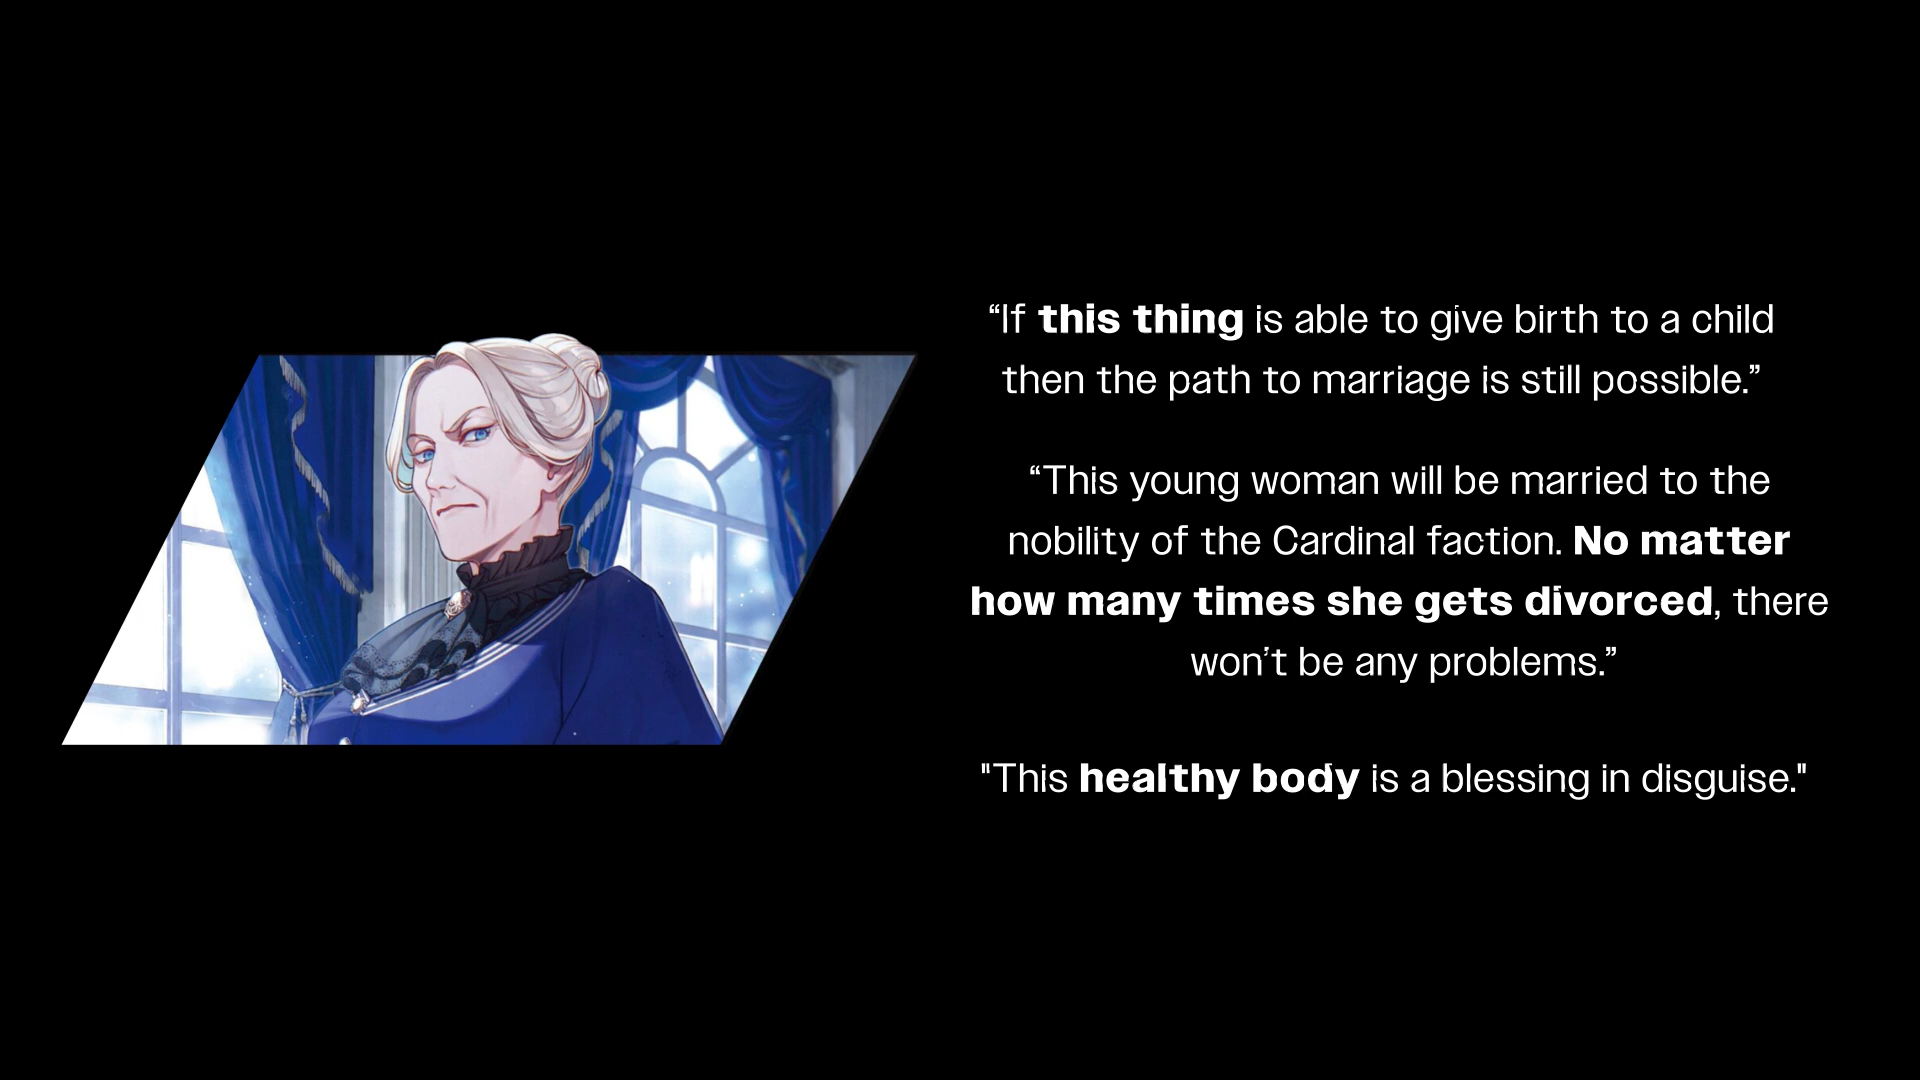 “If this thing is able to give birth to a child
then the path to marriage is still possible.”
“This young woman will be married to the
nobility of the Cardinal faction. No matter
how many times she gets divorced, there
won’t be any problems.”
"This healthy body is a blessing in disguise."